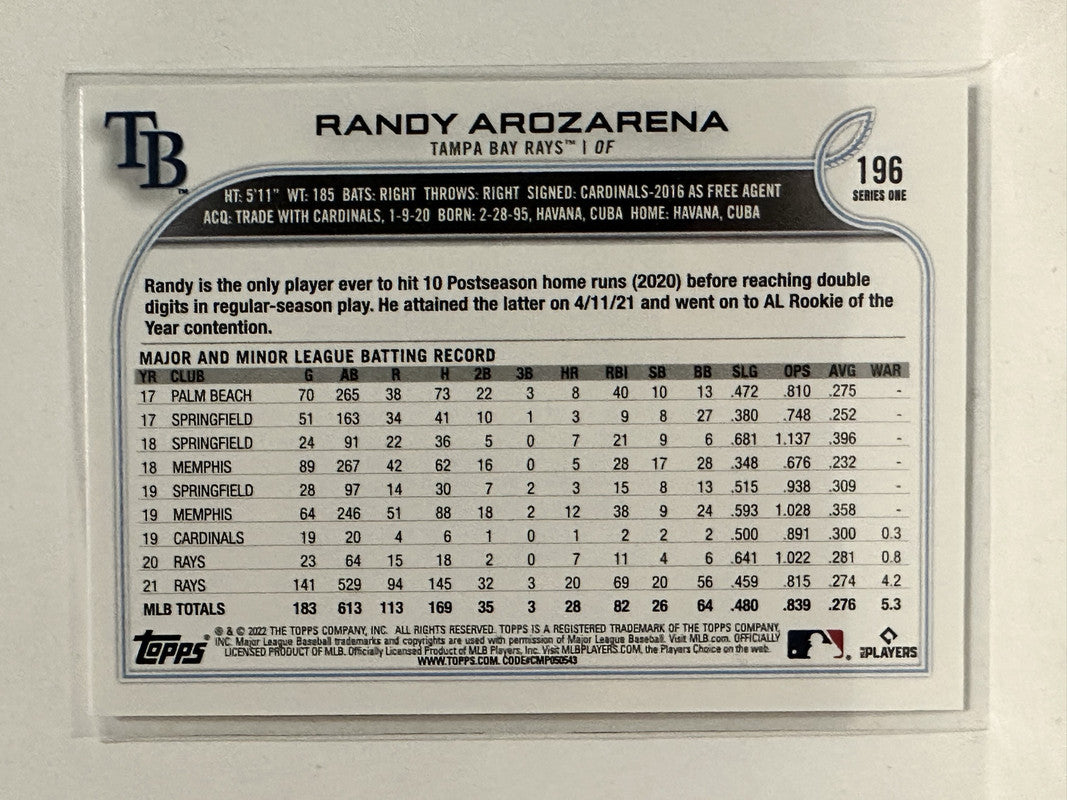 TB™
RANDY AROZARENA
TAMPA BAY RAYS™ | OF
196
SERIES ONE
HT: 5'11" WT: 185 BATS: RIGHT THROWS: RIGHT SIGNED: CARDINALS-2016 AS FREE AGENT
ACQ: TRADE WITH CARDINALS, 1-9-20 BORN: 2-28-95, HAVANA, CUBA HOME: HAVANA, CUBA
Randy is the only player ever to hit 10 Postseason home runs (2020) before reaching double
digits in regular-season play. He attained the latter on 4/11/21 and went on to AL Rookie of the
Year contention.
MAJOR AND MINOR LEAGUE BATTING RECORD
YR CLUB G AB R H 2B 3B HR RBI SB BB SLG OPS AVG WAR
17 PALM BEACH 70 265 38 73 22 3 8 40 10 13 .472 .810 .275 -
17 SPRINGFIELD 51 163 34 41 10 1 3 9 8 27 .380 .748 .252 -
18 SPRINGFIELD 24 91 22 36 5 0 7 21 9 6 .681 1.137 .396 -
18 MEMPHIS 89 267 42 62 16 0 5 28 17 28 .348 .676 .232 -
19 SPRINGFIELD 28 97 14 30 7 2 3 15 8 13 .515 .938 .309 -
19 MEMPHIS 64 246 51 88 18 2 12 38 9 24 .593 1.028 .358 -
19 CARDINALS 19 20 4 6 1 0 1 2 2 2 .500 .891 .300 0.3
20 RAYS 23 64 15 18 2 0 7 11 4 6 .641 1.022 .281 0.8
21 RAYS 141 529 94 145 32 3 20 69 20 56 .459 .815 .274 4.2
MLB TOTALS 183 613 113 169 35 3 28 82 26 64 .480 .839 .276 5.3
topps®
® & © 2022 THE TOPPS COMPANY, INC. ALL RIGHTS RESERVED. TOPPS IS A REGISTERED TRADEMARK OF THE TOPPS COMPANY,
INC. Major League Baseball trademarks and copyrights are used with permission of Major League Baseball. Visit MLB.com. OFFICIALLY
LICENSED PRODUCT OF MLB. Officially Licensed Product of MLB Players, Inc. Visit MLBPLAYERS.COM, the Players Choice on the web.
WWW.TOPPS.COM. CODE#CMP050543
PLAYERS